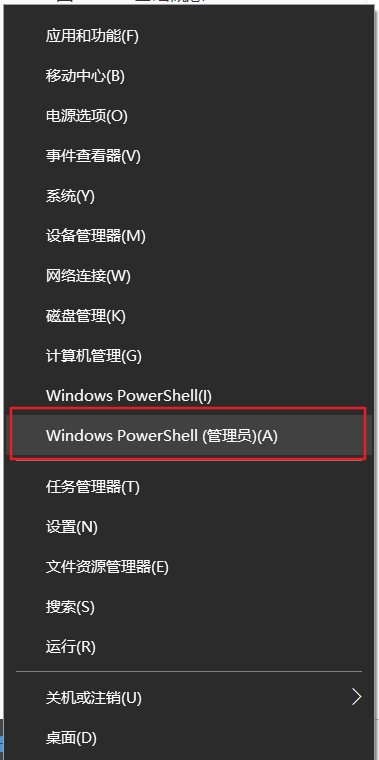 应用和功能(F)
移动中心(B)
电源选项(O)
事件查看器(V)
系统(Y)
设备管理器(M)
网络连接(W)
磁盘管理(K)
计算机管理(G)
Windows PowerShell(I)
Windows PowerShell (管理员)(A)
任务管理器(T)
设置(N)
文件资源管理器(E)
搜索(S)
运行(R)
关机或注销(U)
桌面(D)